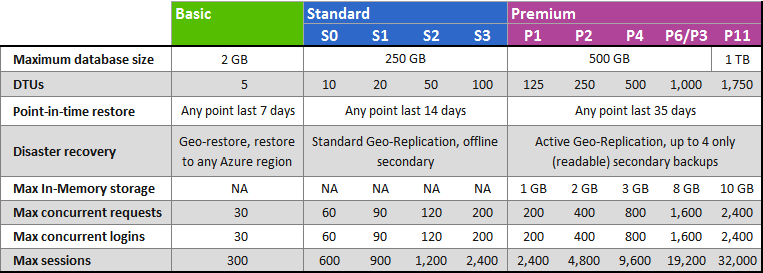 Basic Standard Premium
S0 S1 S2 S3 P1 P2 P4 P6/P3 P11
Maximum database size 2 GB 250 GB 500 GB 1 TB
DTUs 5 10 20 50 100 125 250 500 1,000 1,750
Point-in-time restore Any point last 7 days Any point last 14 days Any point last 35 days
Disaster recovery Geo-restore, restore to any Azure region Standard Geo-Replication, offline secondary Active Geo-Replication, up to 4 only (readable) secondary backups
Max In-Memory storage NA NA NA NA NA 1 GB 2 GB 3 GB 8 GB 10 GB
Max concurrent requests 30 60 90 120 200 200 400 800 1,600 2,400
Max concurrent logins 30 60 90 120 200 200 400 800 1,600 2,400
Max sessions 300 600 900 1,200 2,400 2,400 4,800 9,600 19,200 32,000